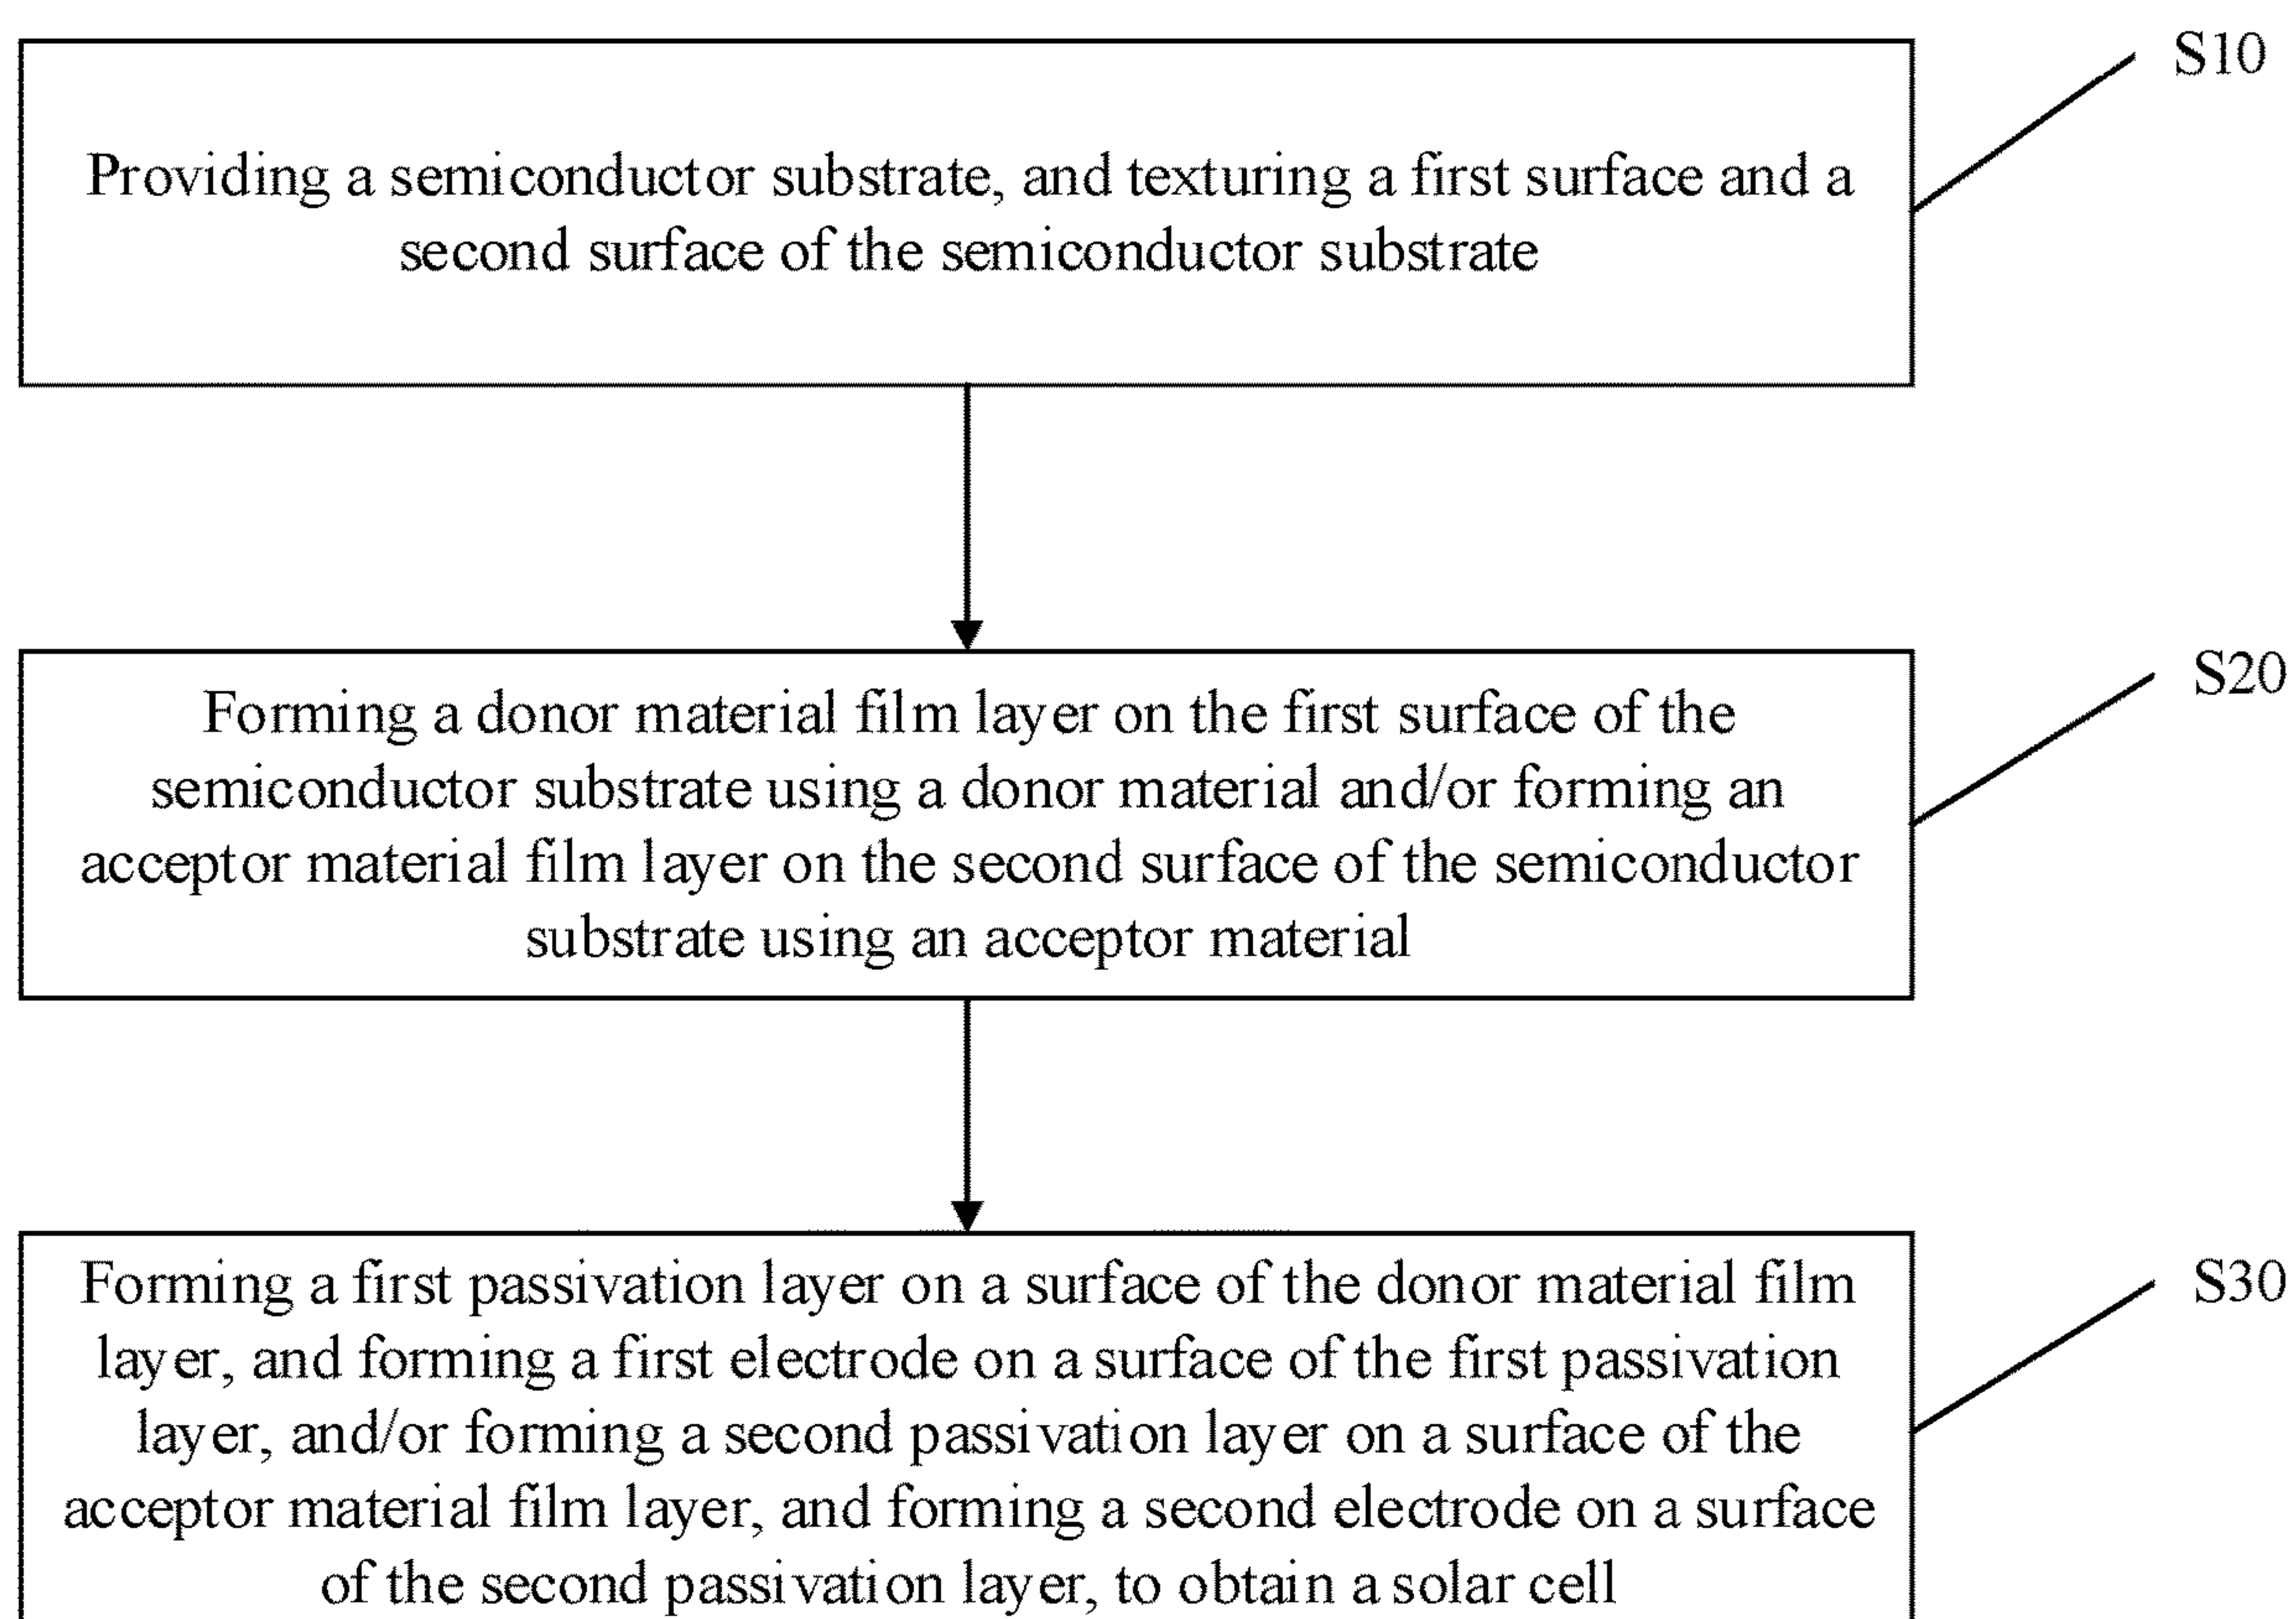 S10
Providing a semiconductor substrate, and texturing a first surface and a
second surface of the semiconductor substrate
S20
Forming a donor material film layer on the first surface of the
semiconductor substrate using a donor material and/or forming an
acceptor material film layer on the second surface of the semiconductor
substrate using an acceptor material
S30
Forming a first passivation layer on a surface of the donor material film
layer, and forming a first electrode on a surface of the first passivation
layer, and/or forming a second passivation layer on a surface of the
acceptor material film layer, and forming a second electrode on a surface
of the second passivation layer, to obtain a solar cell